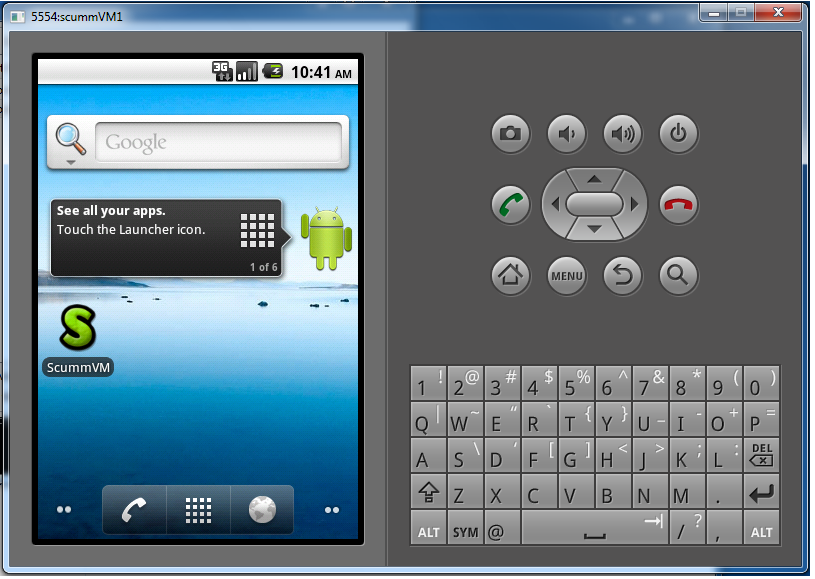 5554:scummVM1
3G
10:41 AM
Google
See all your apps.
Touch the Launcher icon.
1 of 6
S
ScummVM
MENU
1 ! 2 @ 3 # 4 $ 5 % 6 ^ 7 & 8 * 9 ( 0 )
Q | W ~ E “ R ` T { Y } U _ I - O + P =
A S \ D ‘ F [ G ] H < J > K ; L : DEL
Z X C V B N M .
ALT SYM @ / ? , ALT